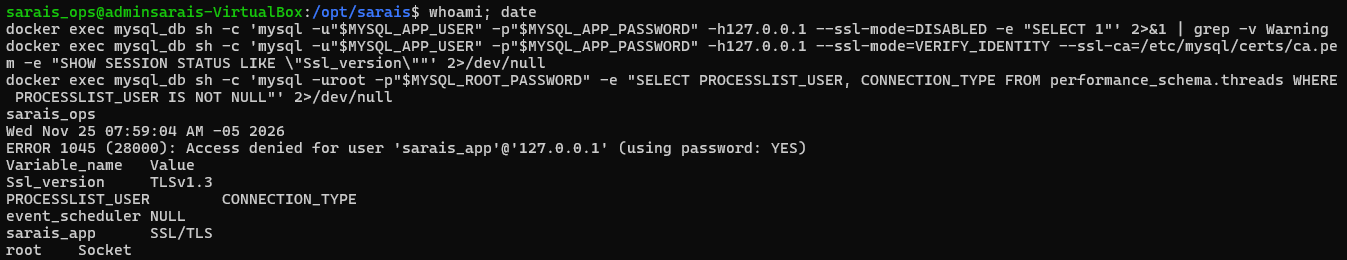 sarais_ops@adminsarais-VirtualBox:/opt/sarais$ whoami; date
docker exec mysql_db sh -c 'mysql -u"$MYSQL_APP_USER" -p"$MYSQL_APP_PASSWORD" -h127.0.0.1 --ssl-mode=DISABLED -e "SELECT 1"' 2>&1 | grep -v Warning
docker exec mysql_db sh -c 'mysql -u"$MYSQL_APP_USER" -p"$MYSQL_APP_PASSWORD" -h127.0.0.1 --ssl-mode=VERIFY_IDENTITY --ssl-ca=/etc/mysql/certs/ca.pe
m -e "SHOW SESSION STATUS LIKE \"Ssl_version\""' 2>/dev/null
docker exec mysql_db sh -c 'mysql -uroot -p"$MYSQL_ROOT_PASSWORD" -e "SELECT PROCESSLIST_USER, CONNECTION_TYPE FROM performance_schema.threads WHERE
 PROCESSLIST_USER IS NOT NULL"' 2>/dev/null
sarais_ops
Wed Nov 25 07:59:04 AM -05 2026
ERROR 1045 (28000): Access denied for user 'sarais_app'@'127.0.0.1' (using password: YES)
Variable_name   Value
Ssl_version     TLSv1.3
PROCESSLIST_USER        CONNECTION_TYPE
event_scheduler NULL
sarais_app      SSL/TLS
root    Socket